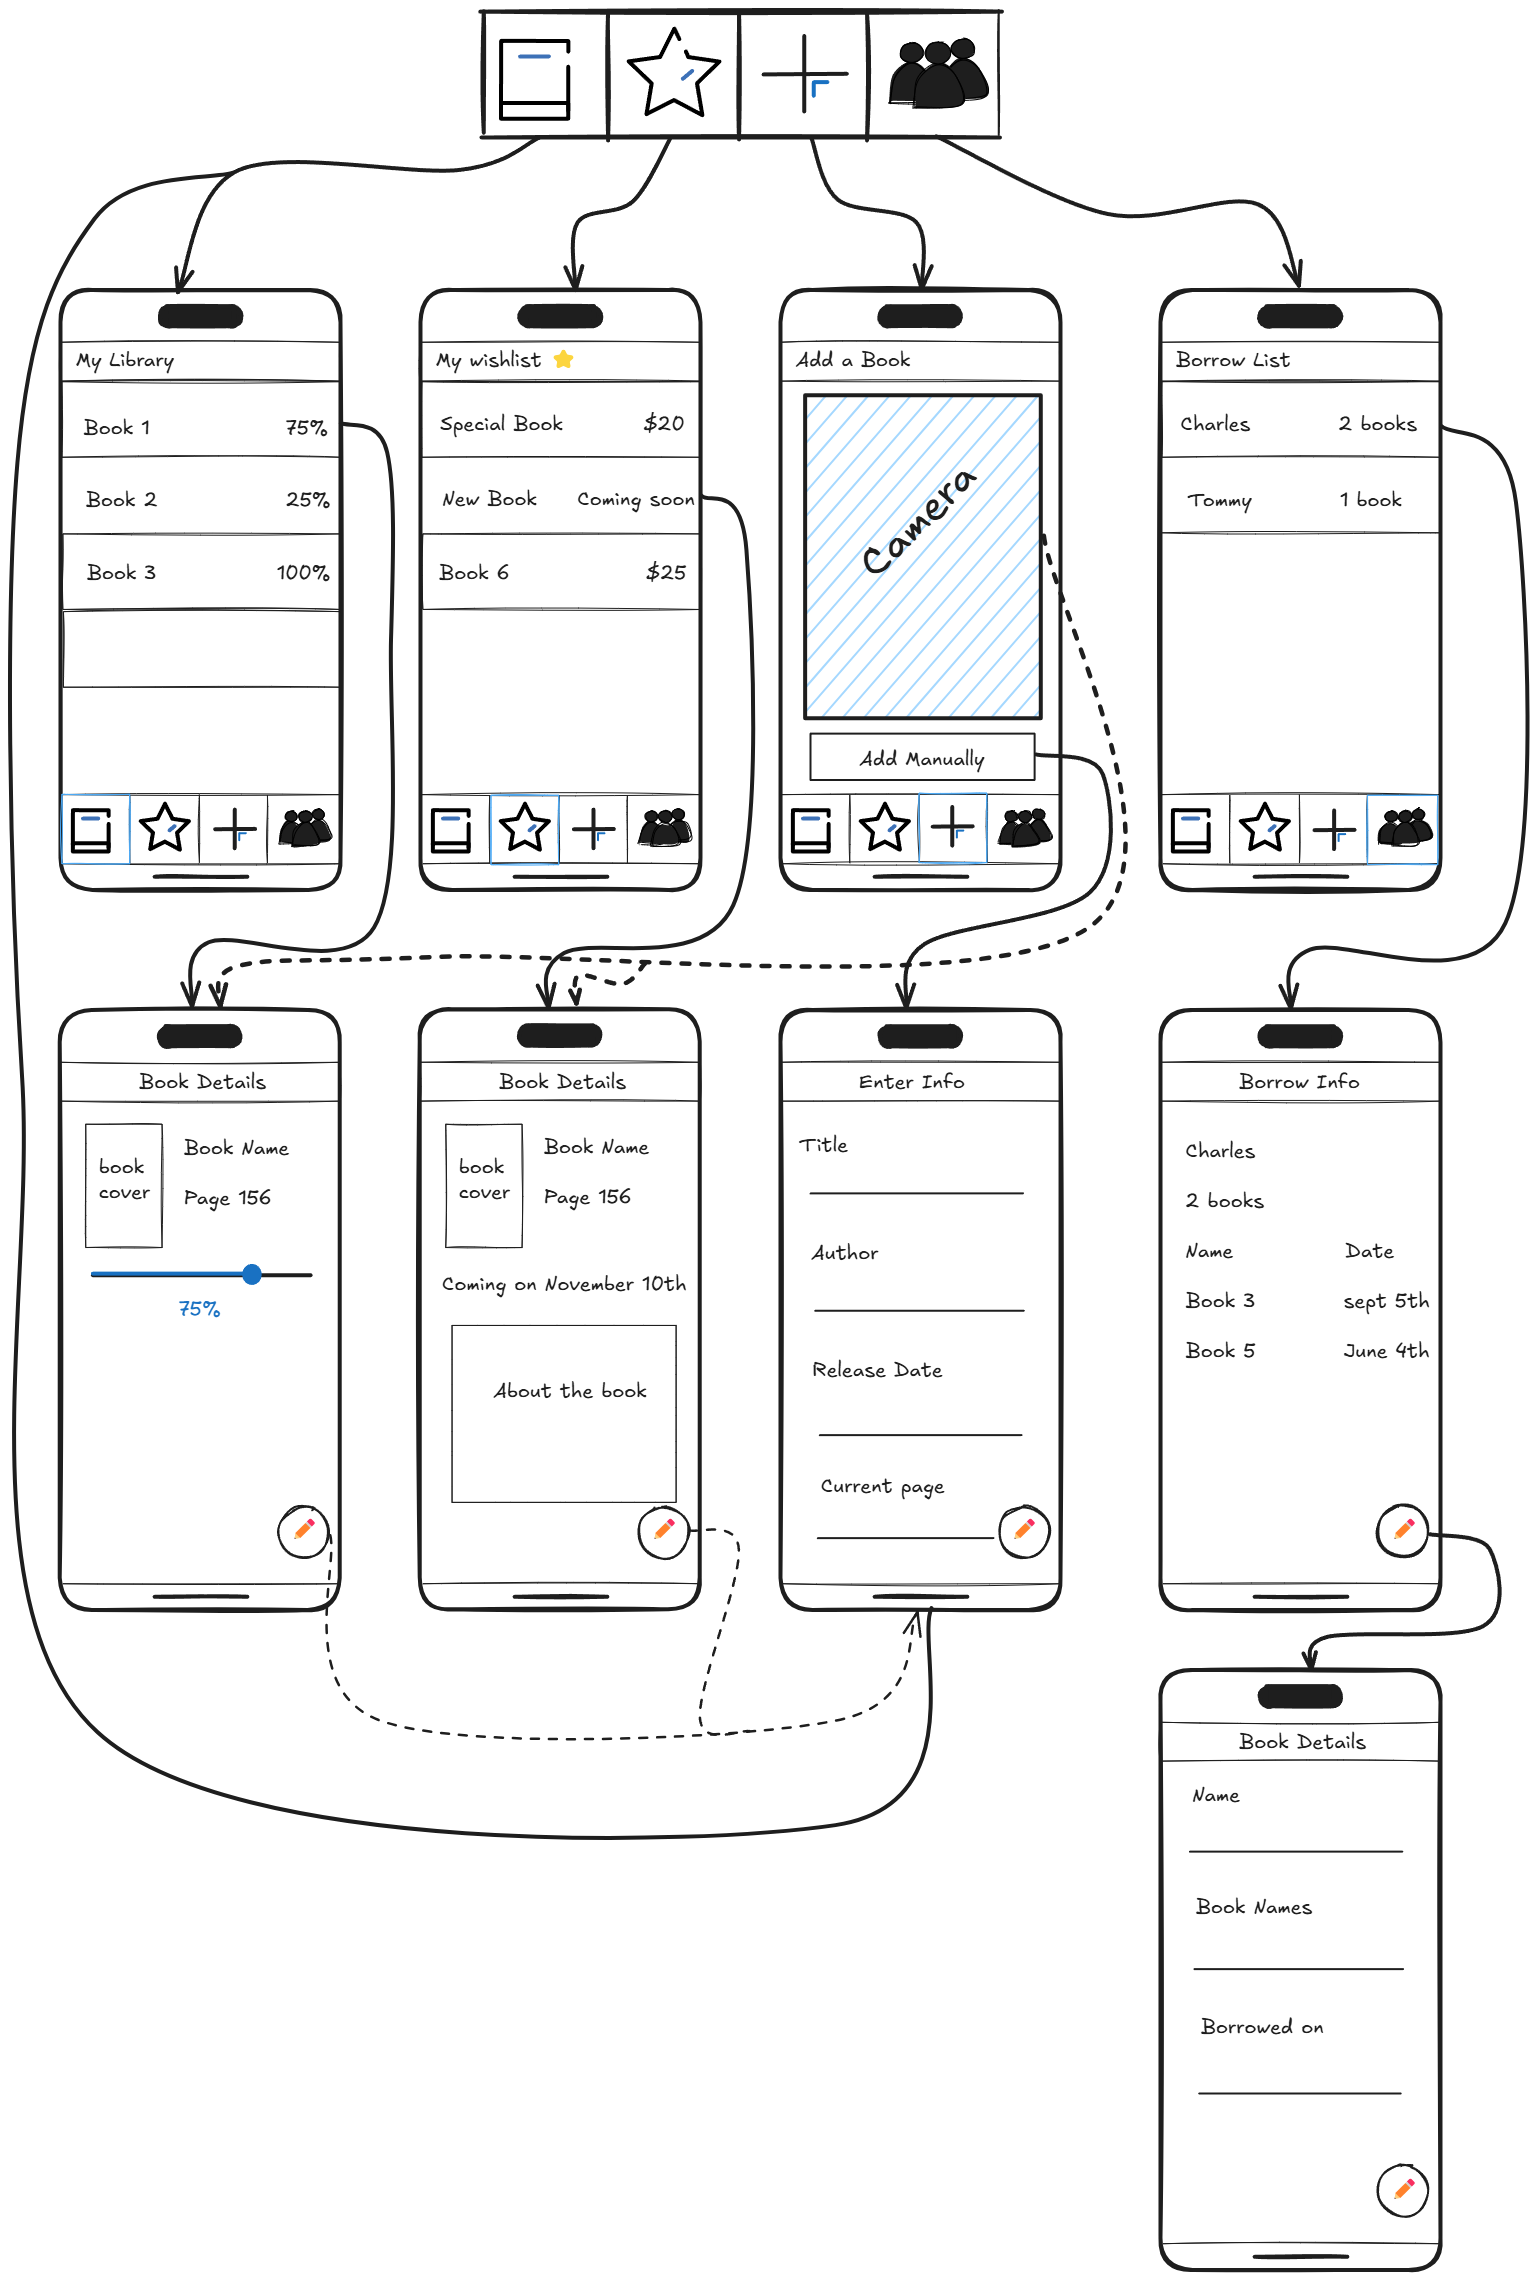 My Library
Book 1 75%
Book 2 25%
Book 3 100%
My wishlist
Special Book $20
New Book Coming soon
Book 6 $25
Add a Book
Camera
Add Manually
Borrow List
Charles 2 books
Tommy 1 book
Book Details
book
cover
Book Name
Page 156
75%
Book Details
book
cover
Book Name
Page 156
Coming on November 10th
About the book
Enter Info
Title
Author
Release Date
Current page
Borrow Info
Charles
2 books
Name Date
Book 3 sept 5th
Book 5 June 4th
Book Details
Name
Book Names
Borrowed on